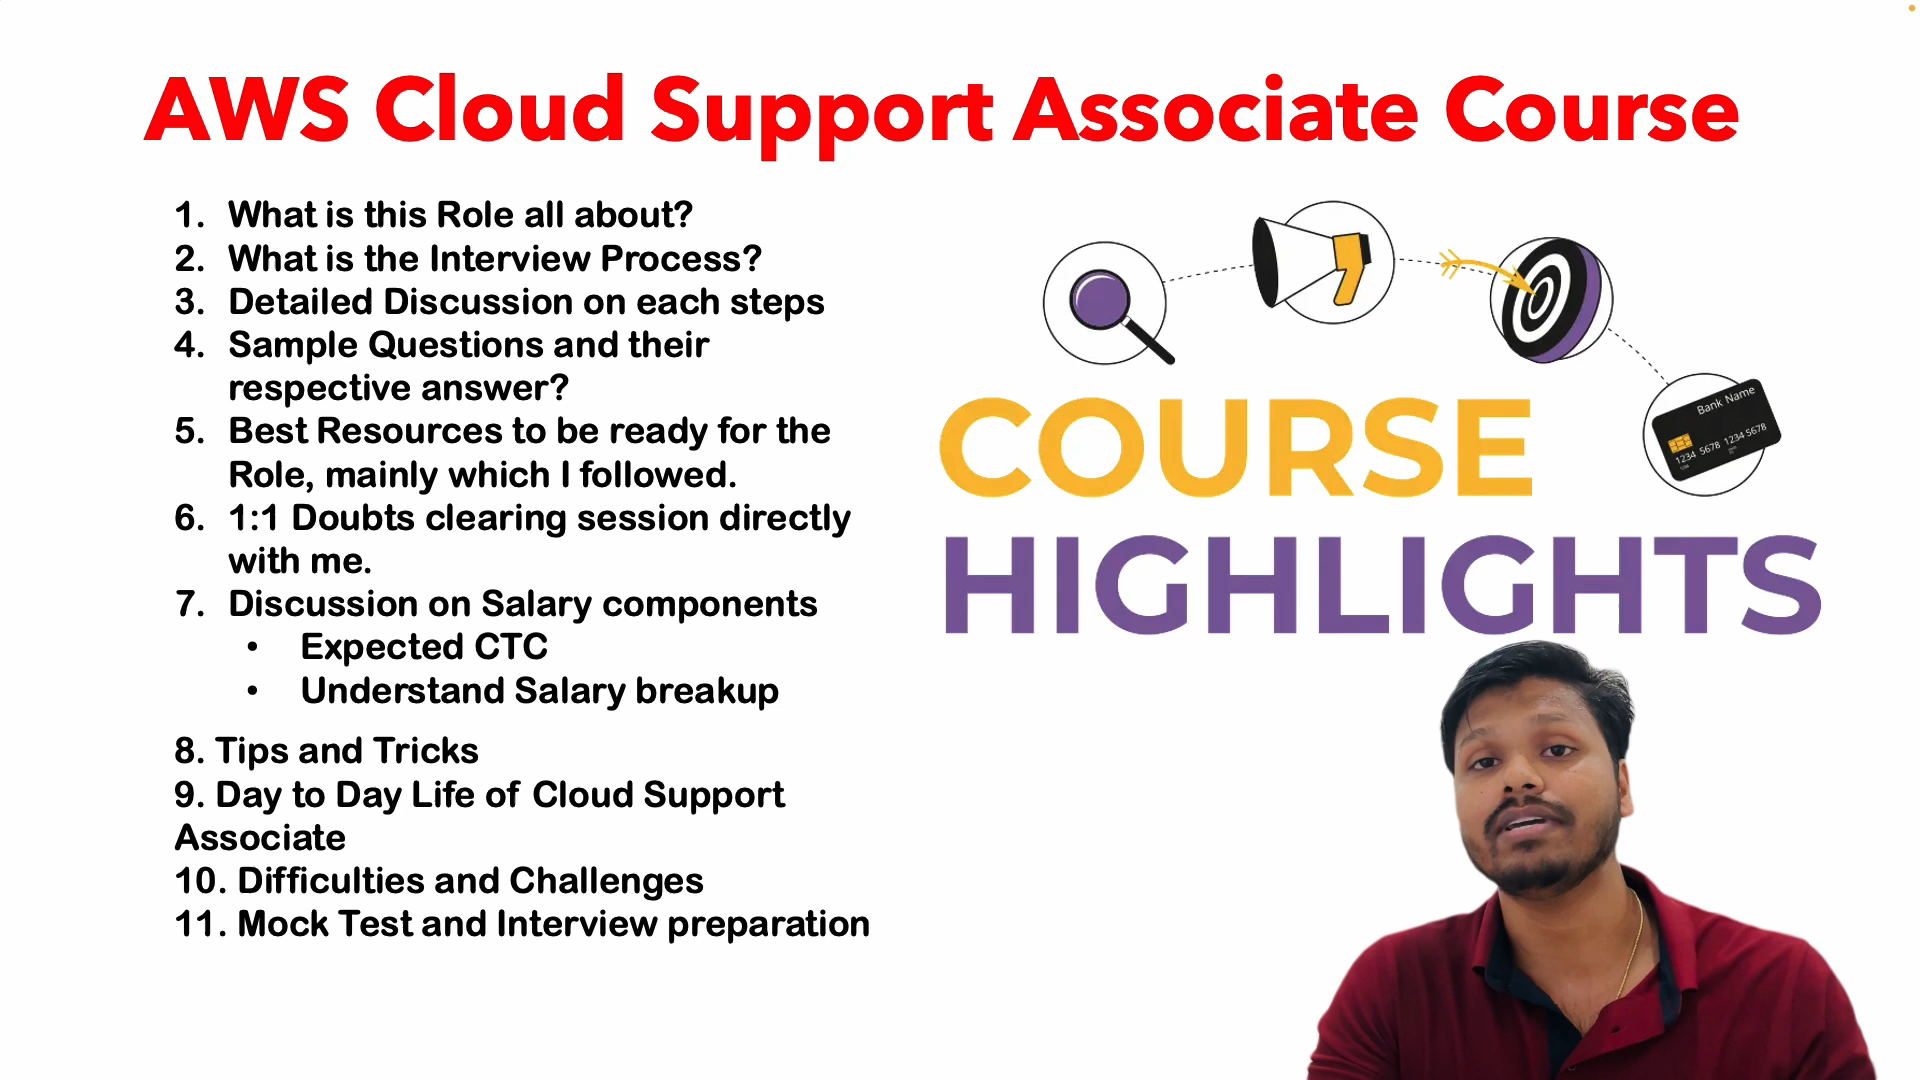 AWS Cloud Support Associate Course
1. What is this Role all about?
2. What is the Interview Process?
3. Detailed Discussion on each steps
4. Sample Questions and their
respective answer?
5. Best Resources to be ready for the
Role, mainly which I followed.
6. 1:1 Doubts clearing session directly
with me.
7. Discussion on Salary components
• Expected CTC
• Understand Salary breakup
8. Tips and Tricks
9. Day to Day Life of Cloud Support
Associate
10. Difficulties and Challenges
11. Mock Test and Interview preparation
Bank Name
1234 5678 1234 5678
COURSE
HIGHLIGHTS